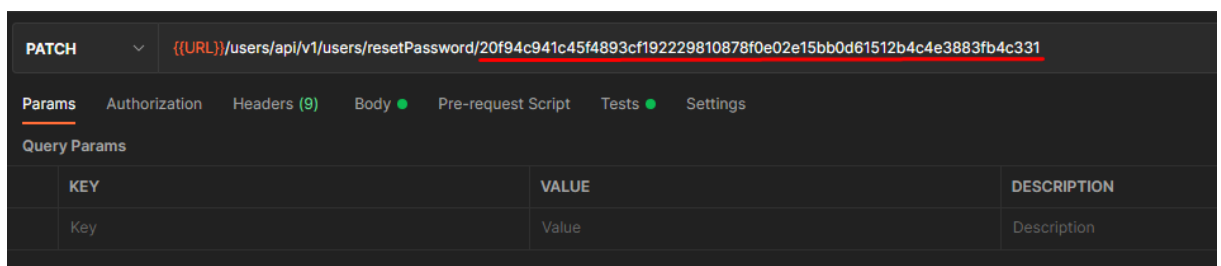 PATCH {{URL}}/users/api/v1/users/resetPassword/20f94c941c45f4893cf192229810878f0e02e15bb0d61512b4c4e3883fb4c331
Params Authorization Headers (9) Body Pre-request Script Tests Settings
Query Params
KEY VALUE DESCRIPTION
Key Value Description